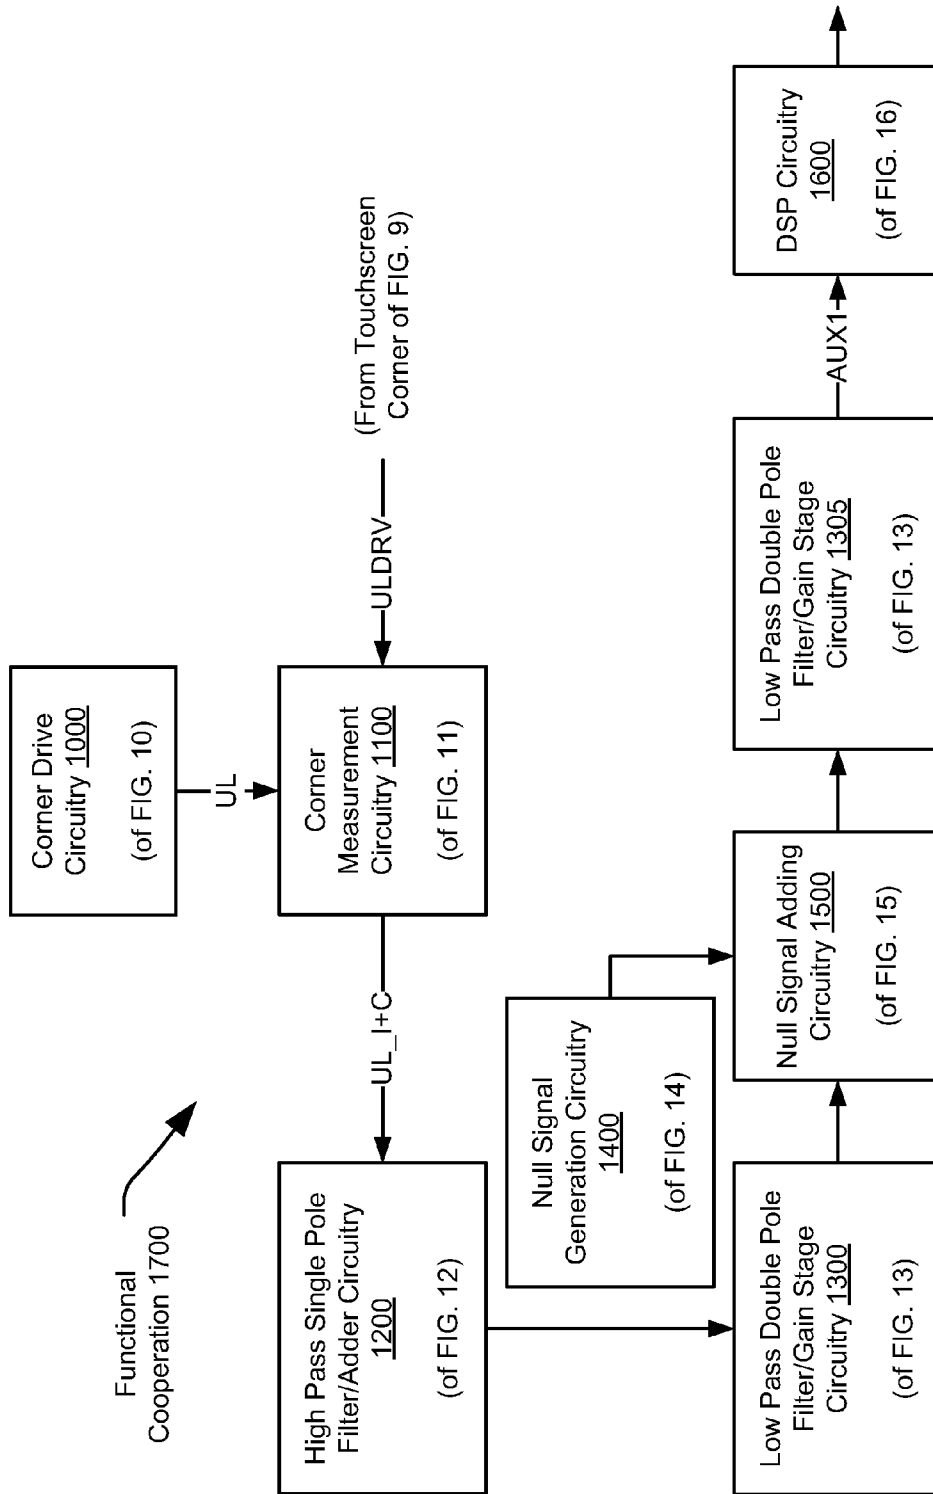 Functional
Cooperation 1700
Corner Drive
Circuitry 1000
(of FIG. 10)
UL
Corner
Measurement
Circuitry 1100
(of FIG. 11)
ULDRV
(From Touchscreen
Corner of FIG. 9)
UL_I+C
High Pass Single Pole
Filter/Adder Circuitry
1200
(of FIG. 12)
Null Signal
Generation Circuitry
1400
(of FIG. 14)
Low Pass Double Pole
Filter/Gain Stage
Circuitry 1300
(of FIG. 13)
Null Signal Adding
Circuitry 1500
(of FIG. 15)
Low Pass Double Pole
Filter/Gain Stage
Circuitry 1305
(of FIG. 13)
AUX1
DSP Circuitry
1600
(of FIG. 16)